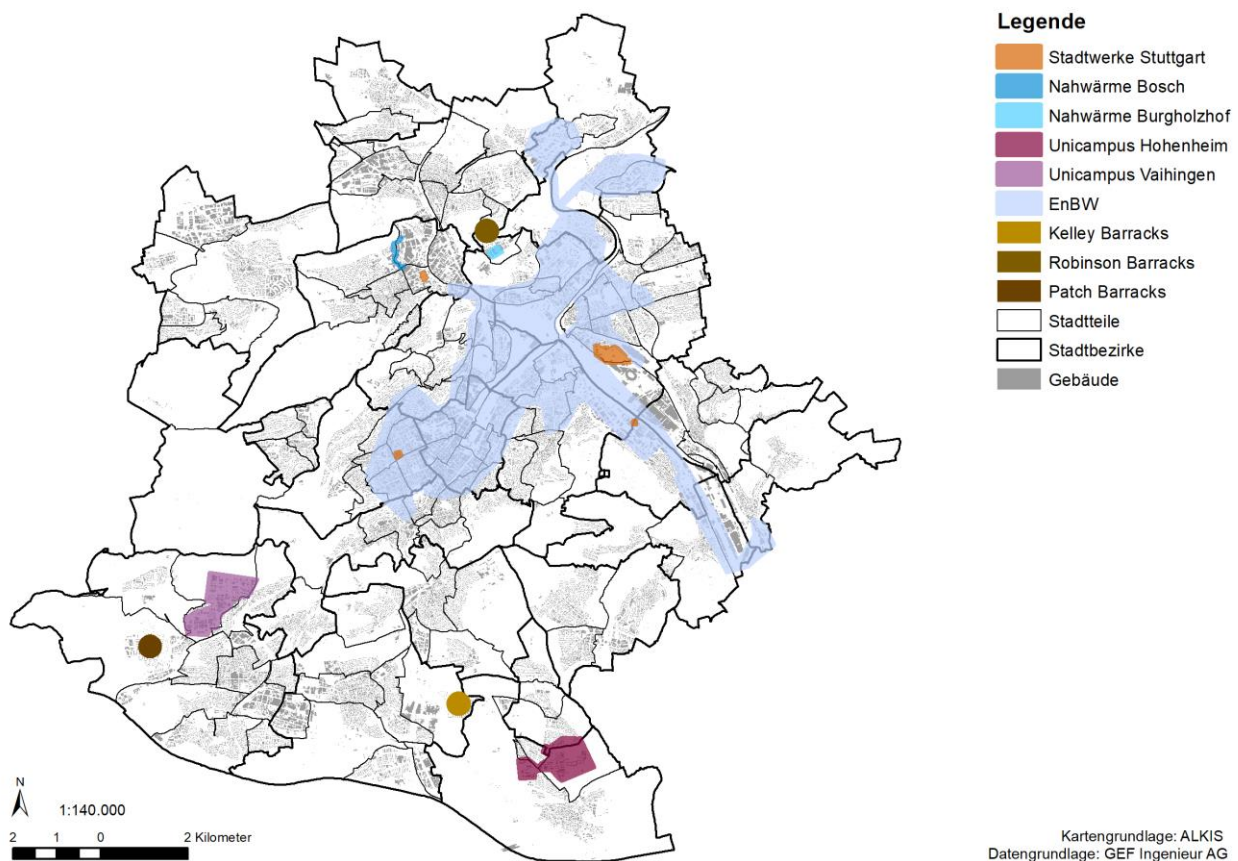 Legende
Stadtwerke Stuttgart
Nahwärme Bosch
Nahwärme Burgholzhof
Unicampus Hohenheim
Unicampus Vaihingen
EnBW
Kelley Barracks
Robinson Barracks
Patch Barracks
Stadtteile
Stadtbezirke
Gebäude
N
1:140.000
2 1 0 2 Kilometer
Kartengrundlage: ALKIS
Datengrundlage: GEF Ingenieur AG